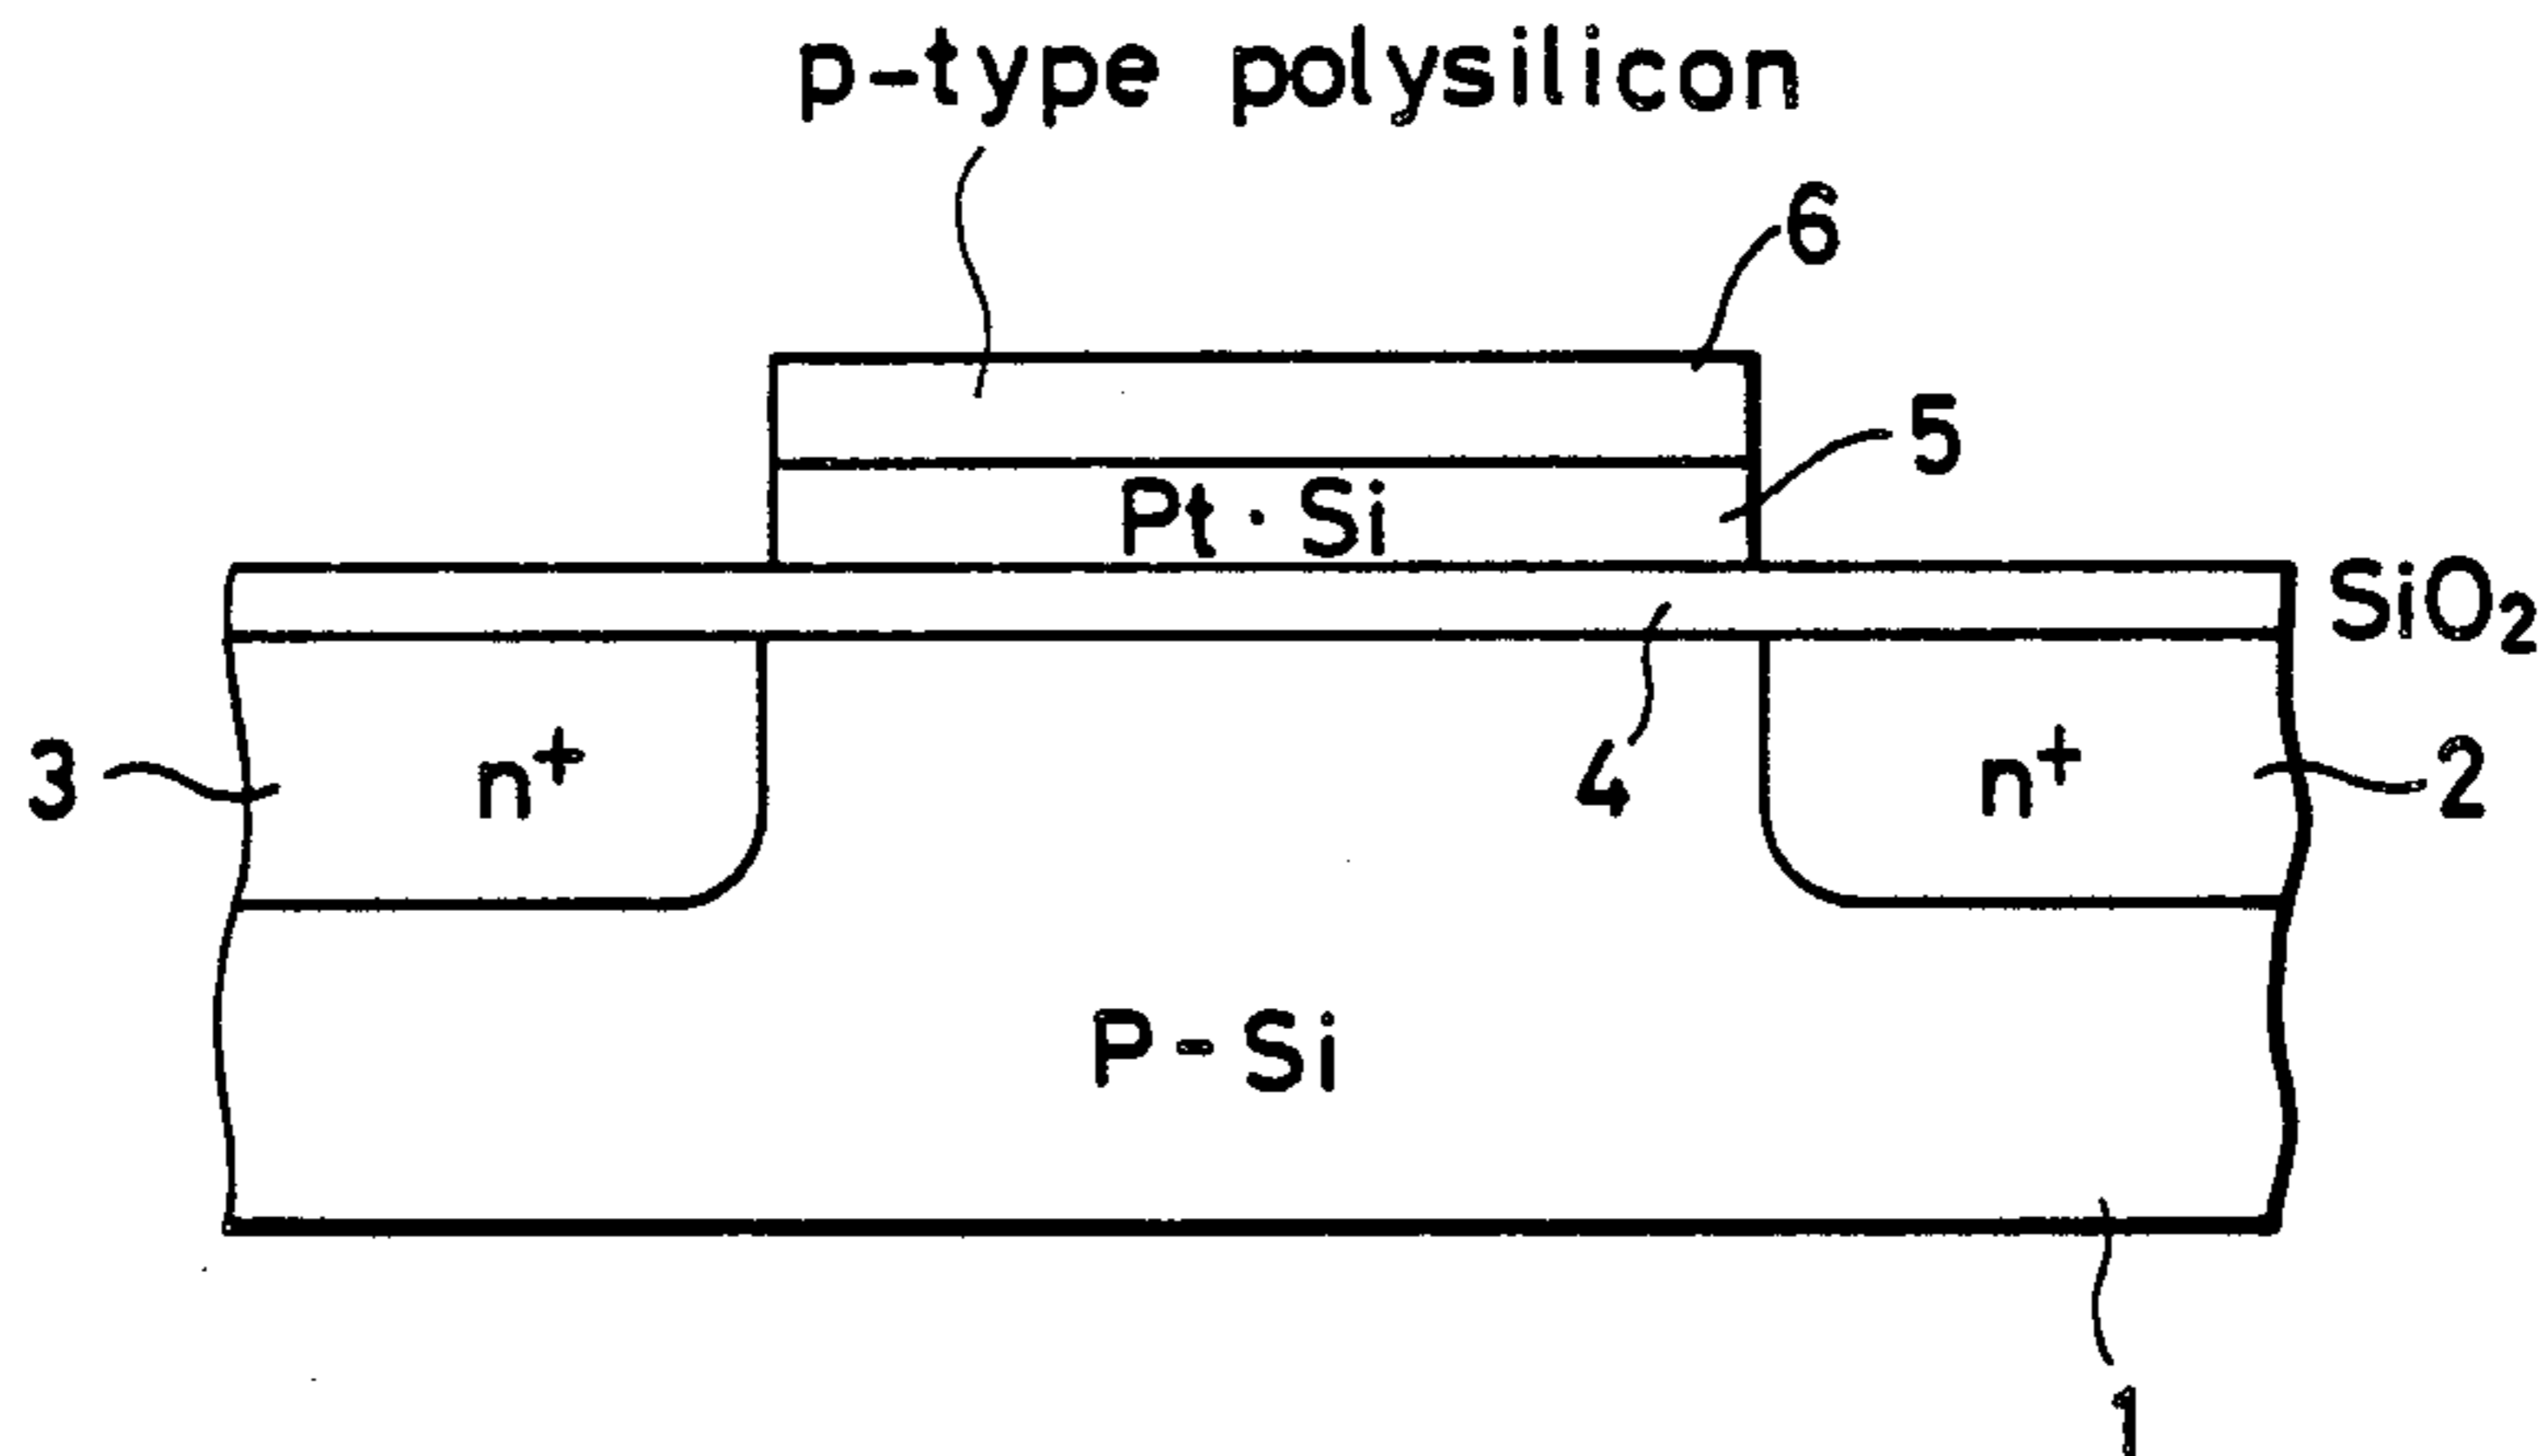 p-type polysilicon
6
5
Pt·Si
SiO₂
3
n⁺
4
n⁺
2
P-Si
1